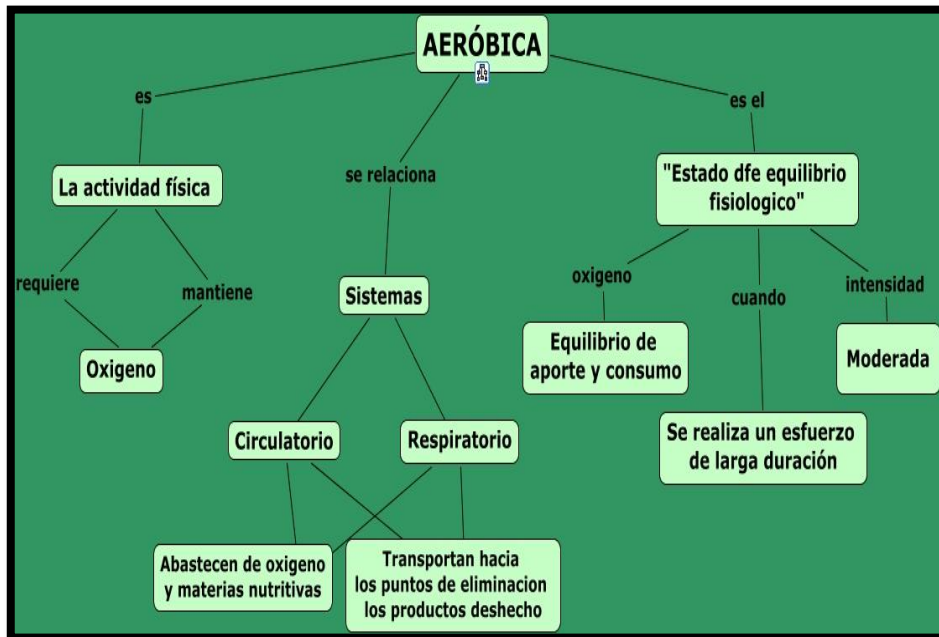 AERÓBICA
es
se relaciona
es el
La actividad física
"Estado dfe equilibrio
fisiologico"
requiere
mantiene
Sistemas
oxigeno
cuando
intensidad
Oxigeno
Equilibrio de
aporte y consumo
Moderada
Circulatorio
Respiratorio
Se realiza un esfuerzo
de larga duración
Abastecen de oxigeno
y materias nutritivas
Transportan hacia
los puntos de eliminacion
los productos deshecho